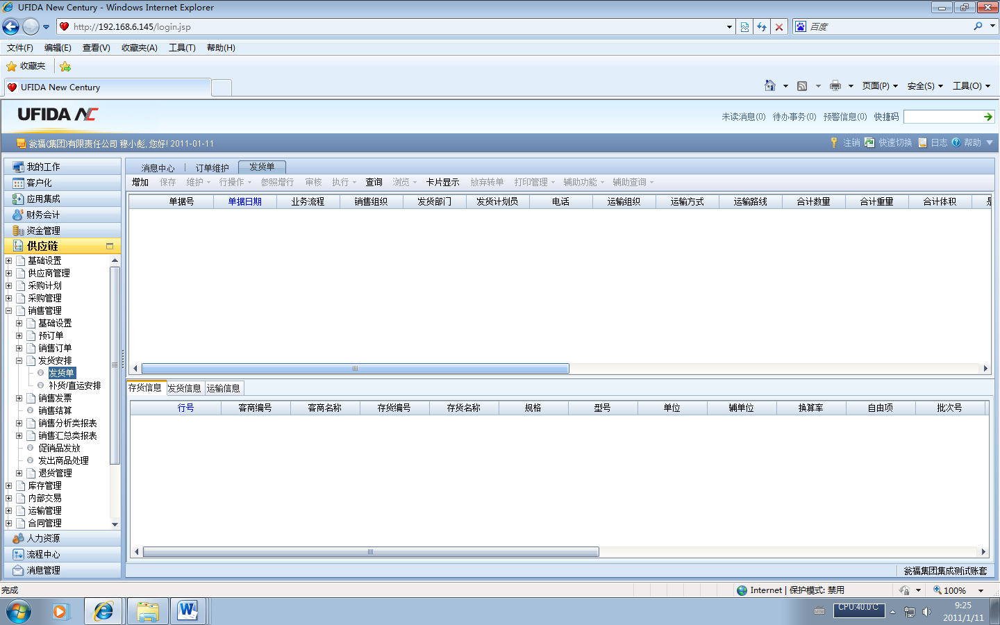 UFIDA New Century - Windows Internet Explorer
http://192.168.6.145/login.jsp
百度
文件(F) 编辑(E) 查看(V) 收藏夹(A) 工具(T) 帮助(H)
收藏夹
UFIDA New Century
页面(P) 安全(S) 工具(O)
UFIDA NC
未读消息(0) 待办事务(0) 预警信息(0) 快捷码
瓮福(集团)有限责任公司 穆小彪, 您好! 2011-01-11
注销 快速切换 日志 帮助
我的工作
客户化
应用集成
财务会计
资金管理
供应链
基础设置
供应商管理
采购计划
采购管理
销售管理
基础设置
预订单
销售订单
发货安排
发货单
补货/直运安排
销售发票
销售结算
销售分析类报表
销售汇总类报表
促销品发放
发出商品处理
退货管理
库存管理
内部交易
运输管理
合同管理
人力资源
流程中心
消息管理
消息中心 订单维护 发货单
增加 保存 维护 行操作 参照增行 审核 执行 查询 浏览 卡片显示 放弃转单 打印管理 辅助功能 辅助查询
单据号 单据日期 业务流程 销售组织 发货部门 发货计划员 电话 运输组织 运输方式 运输路线 合计数量 合计重量 合计体积
存货信息 发货信息 运输信息
行号 客商编号 客商名称 存货编号 存货名称 规格 型号 单位 辅单位 换算率 自由项 批次号
瓮福集团集成测试账套
完成
Internet | 保护模式: 禁用
100%
CPU:40.0℃
9:25
2011/1/11